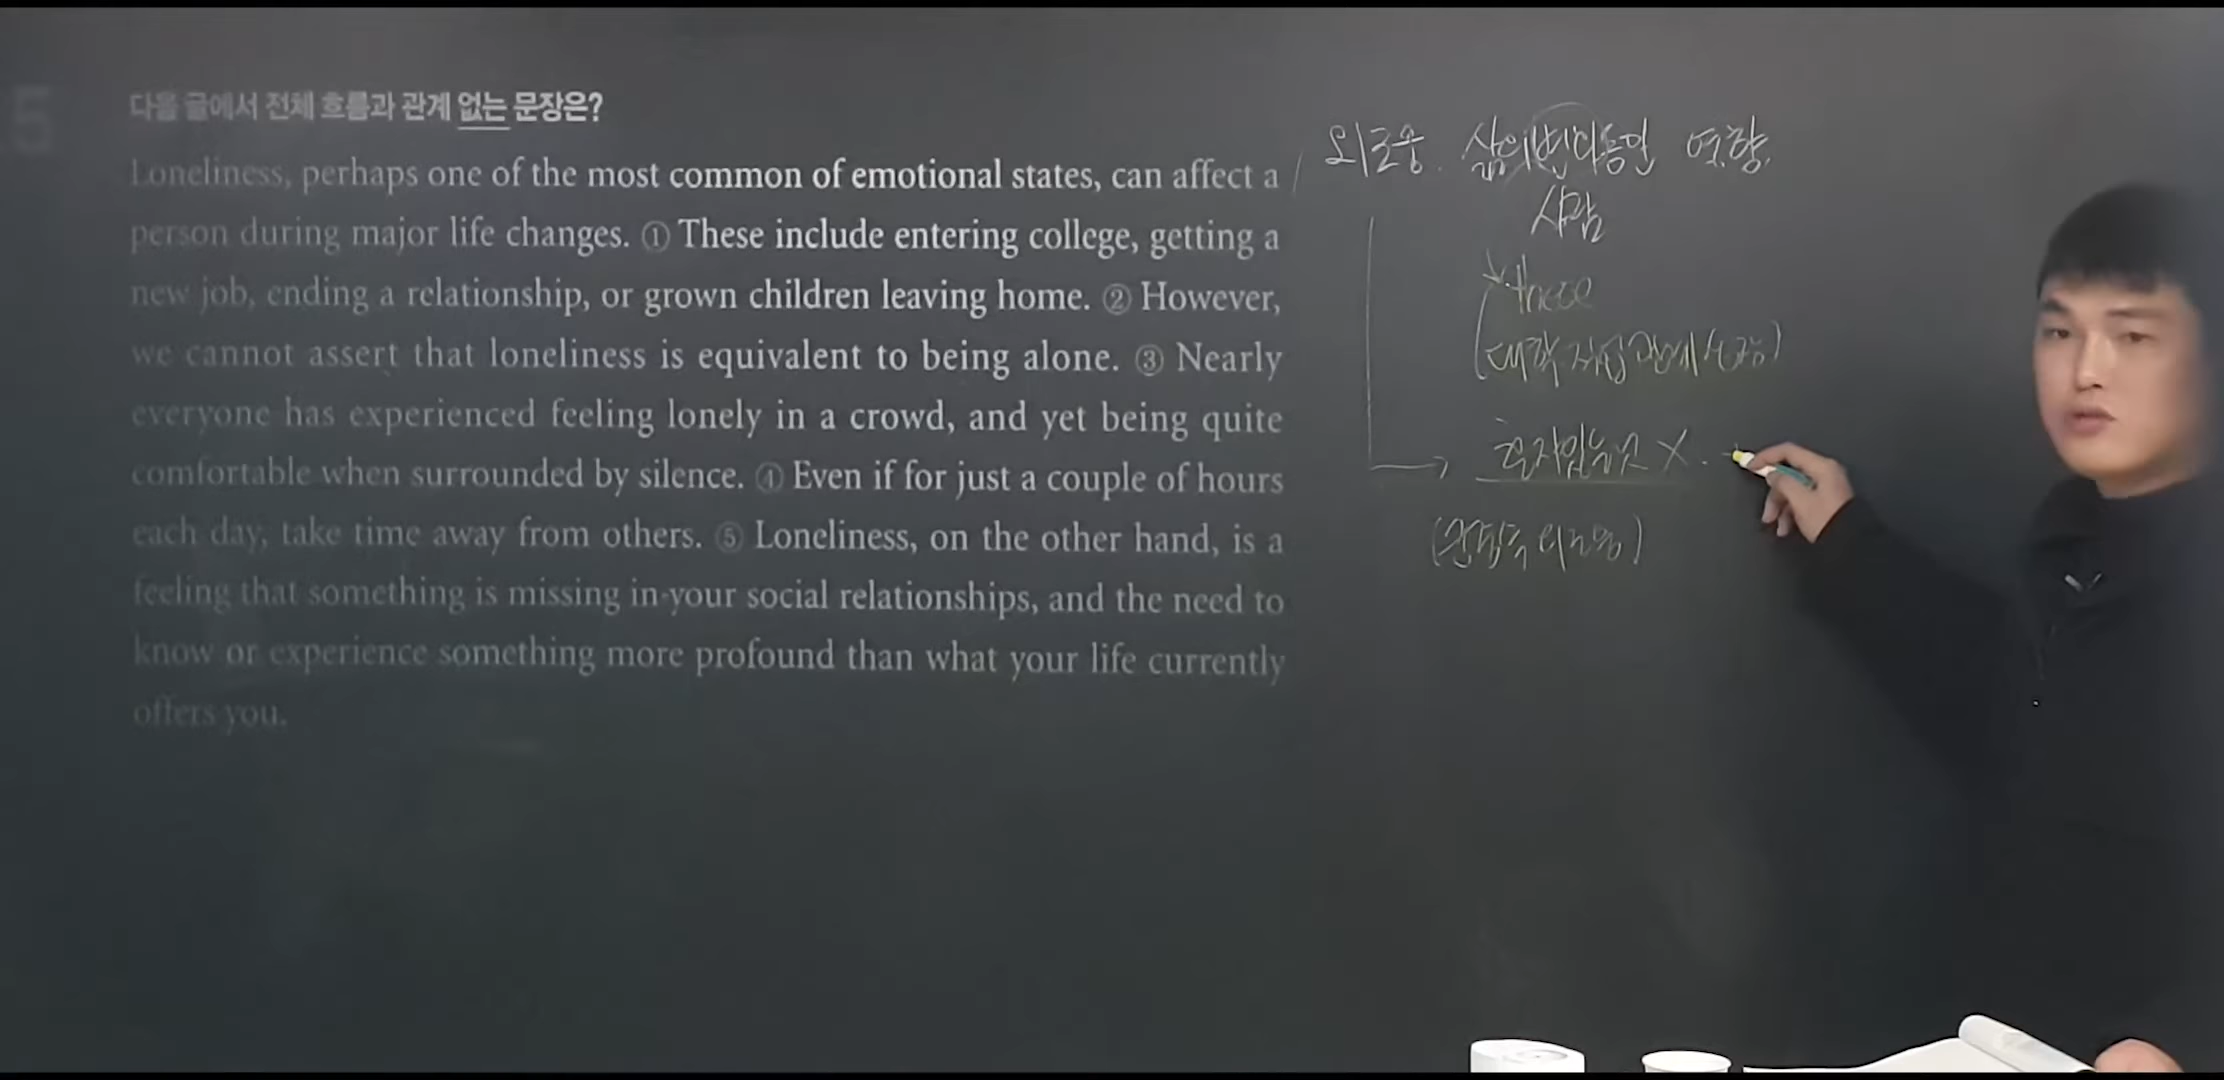 5
다음 글에서 전체 흐름과 관계 없는 문장은?
Loneliness, perhaps one of the most common of emotional states, can affect a
person during major life changes. ① These include entering college, getting a
new job, ending a relationship, or grown children leaving home. ② However,
we cannot assert that loneliness is equivalent to being alone. ③ Nearly
everyone has experienced feeling lonely in a crowd, and yet being quite
comfortable when surrounded by silence. ④ Even if for just a couple of hours
each day, take time away from others. ⑤ Loneliness, on the other hand, is a
feeling that something is missing in your social relationships, and the need to
know or experience something more profound than what your life currently
offers you.
외로움. 삶의변화동안 영향.
사람
these
(대학 직장 관계
혼자있는것 X.